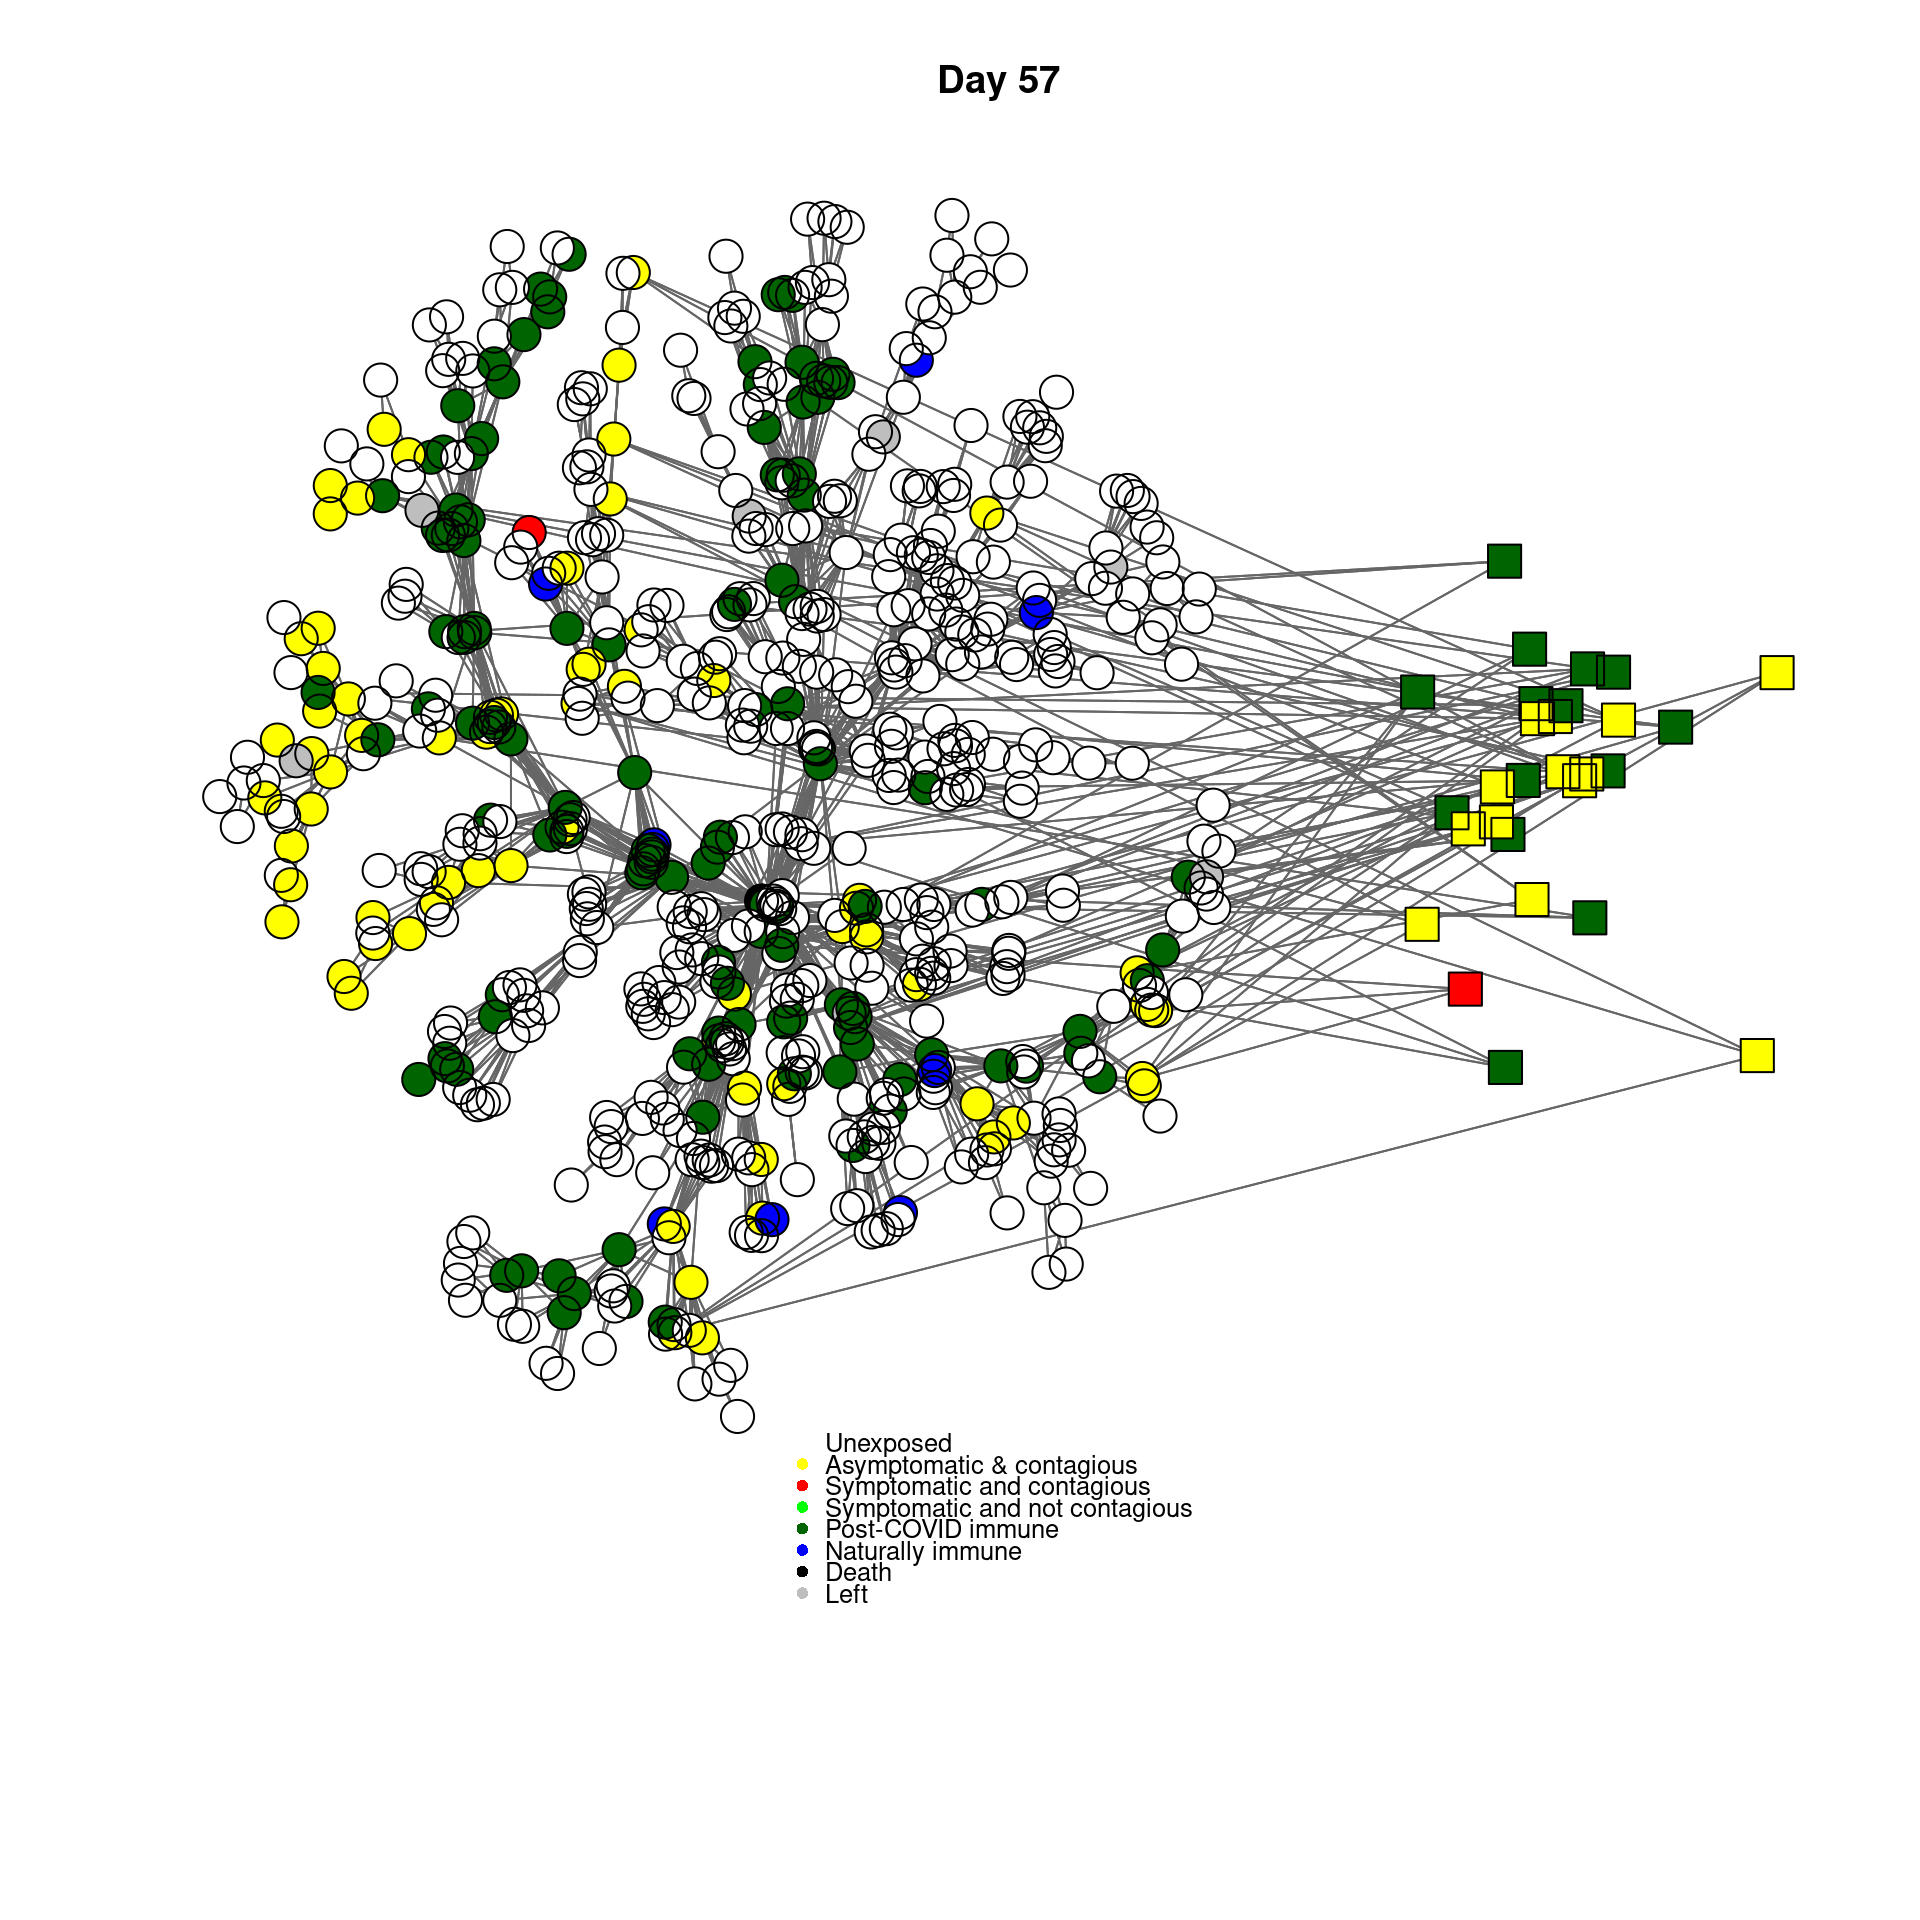 Day 57
Unexposed
Asymptomatic & contagious
Symptomatic and contagious
Symptomatic and not contagious
Post-COVID immune
Naturally immune
Death
Left